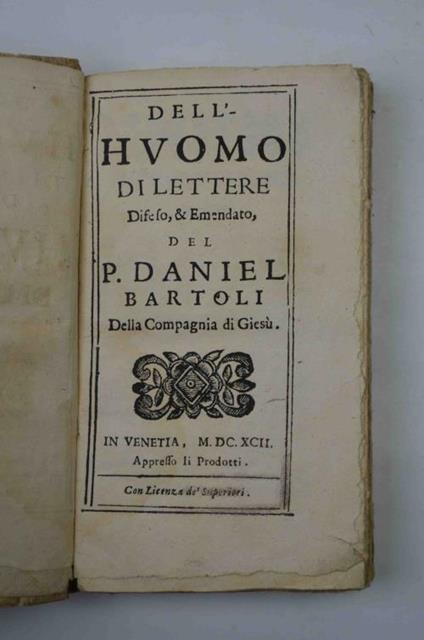 DELL'-
HVOMO
DI LETTERE
Difeſo, & Emendato,
DEL
P. DANIEL
BARTOLI
Della Compagnia di Giesù.
IN VENETIA, M. DC. XCII.
Appreſſo li Prodotti.
Con Licenza de' Superiori.